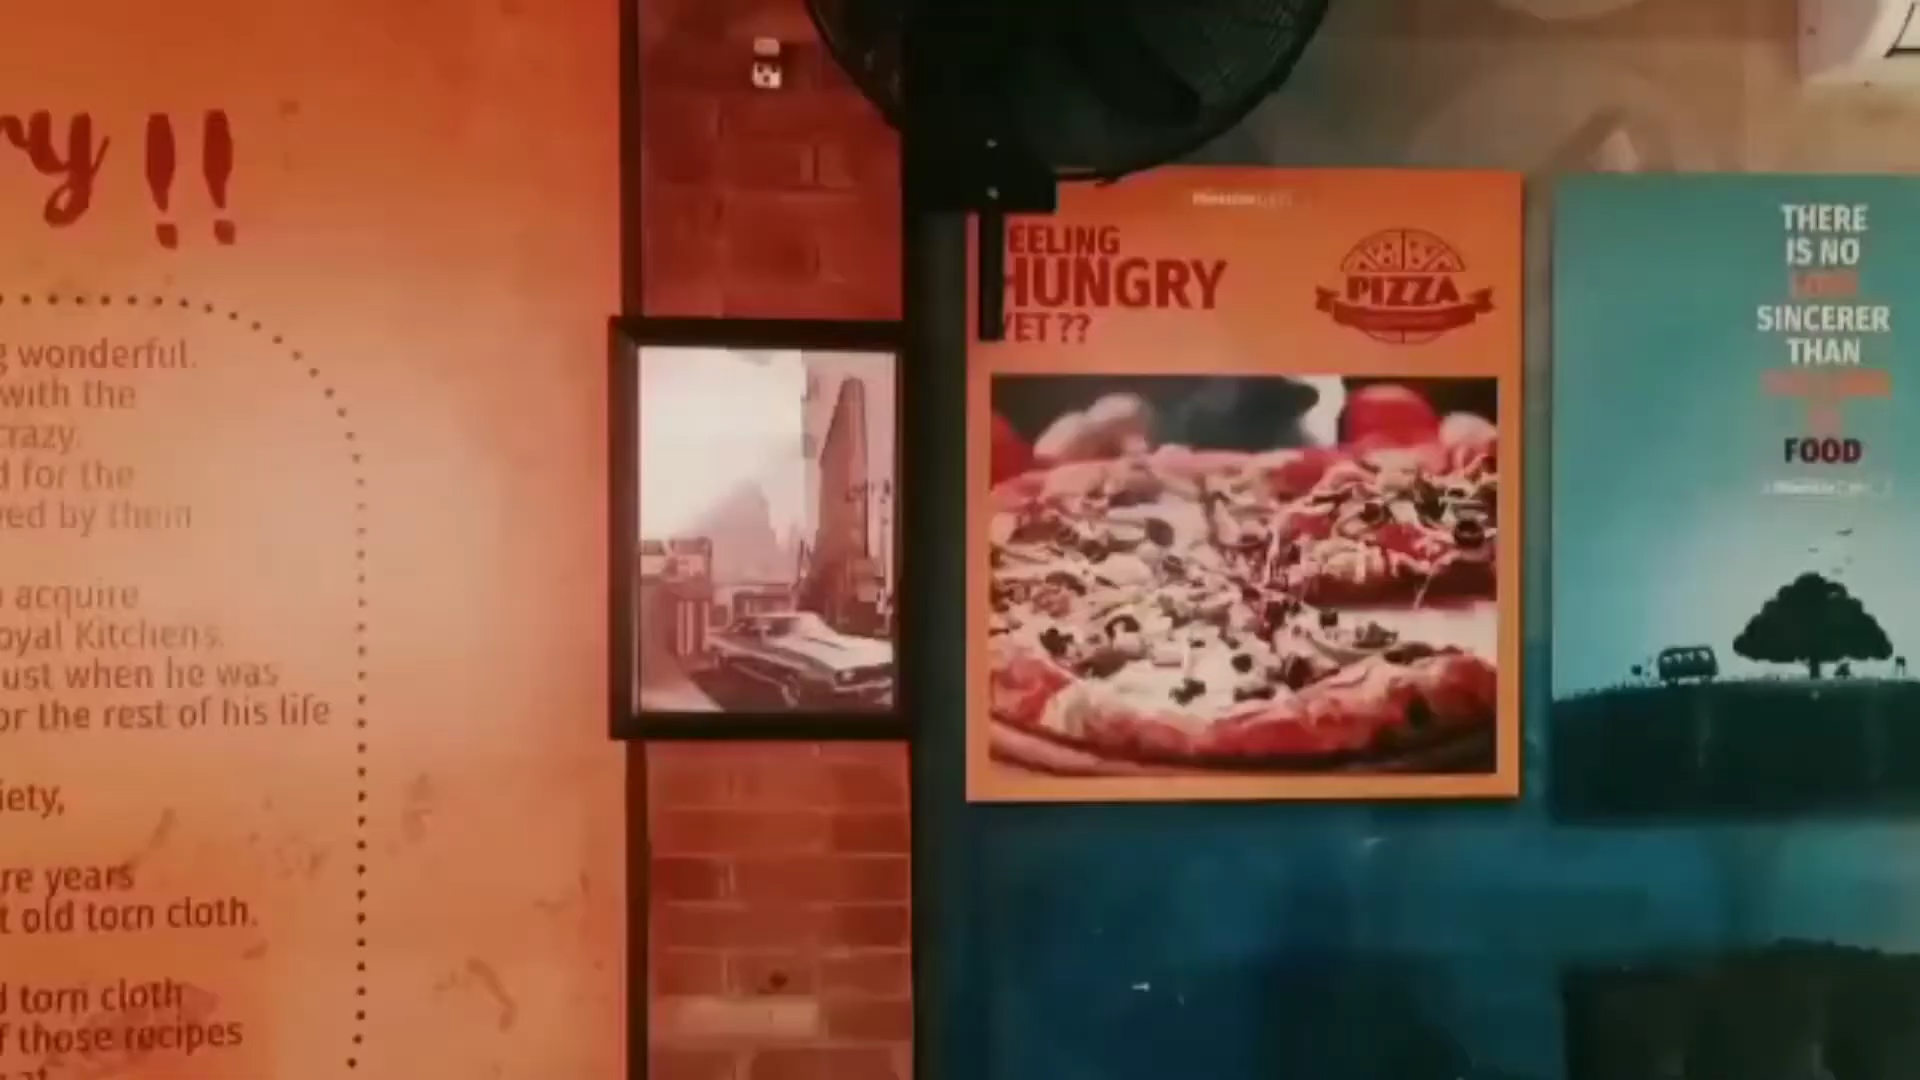 ry !!
g wonderful.
with the
crazy.
d for the
yed by them
acquire
oyal Kitchens.
ust when he was
or the rest of his life
iety,
re years
t old torn cloth.
d torn cloth
f those recipes
EELING
HUNGRY
YET ??
PIZZA
THERE
IS NO
LOVE
SINCERER
THAN
FOOD